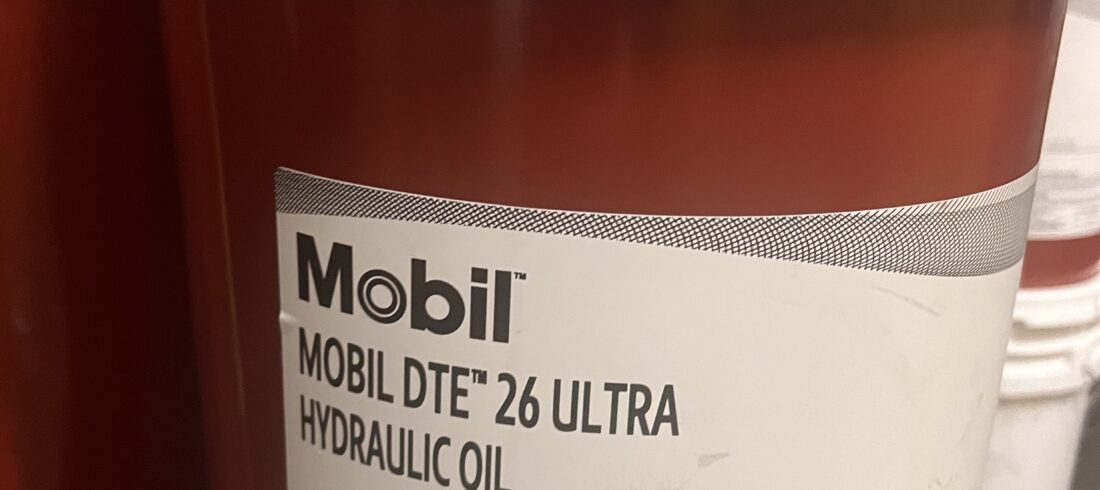 Mobil™
MOBIL DTE™ 26 ULTRA
HYDRAULIC OIL